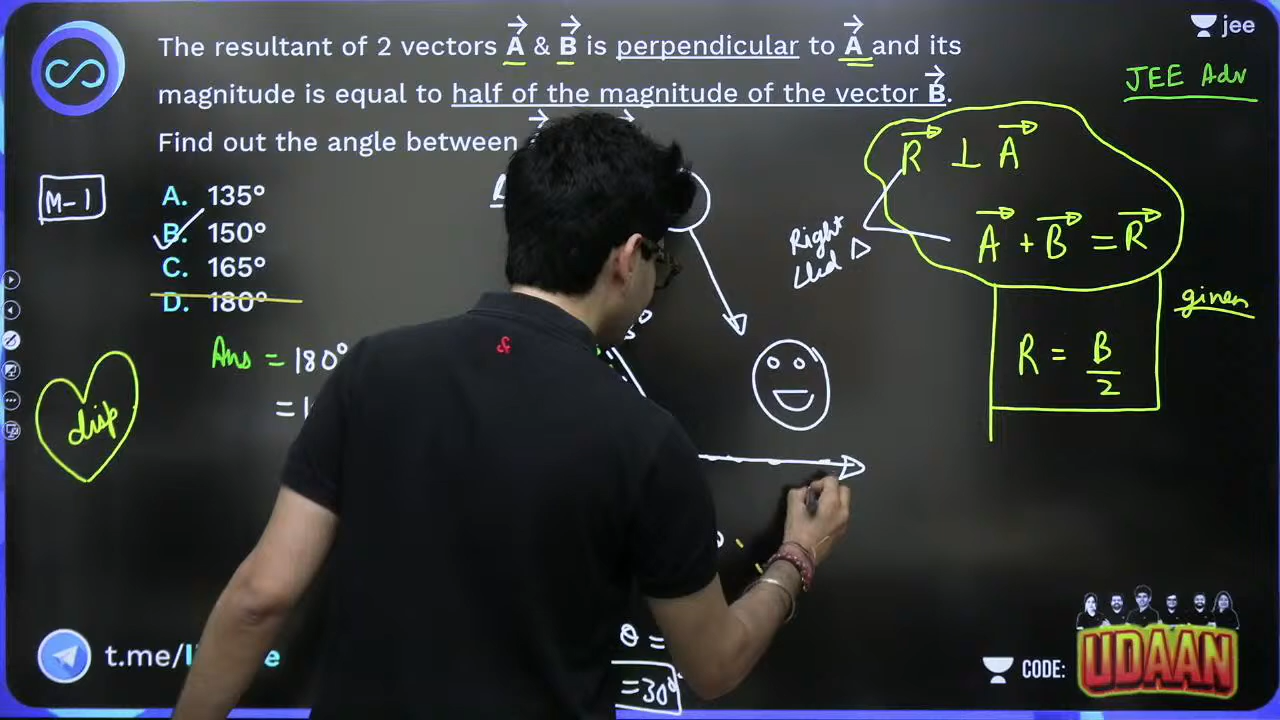 The resultant of 2 vectors A & B is perpendicular to A and its
magnitude is equal to half of the magnitude of the vector B.
Find out the angle between
jee
JEE Adv
M-1
A. 135°
B. 150°
C. 165°
D. 180°
R ⊥ A
A + B = R
Right
Δ
given
R = B/2
Ans = 180°
disp
θ =
= 30°
t.me/
CODE:
UDAAN